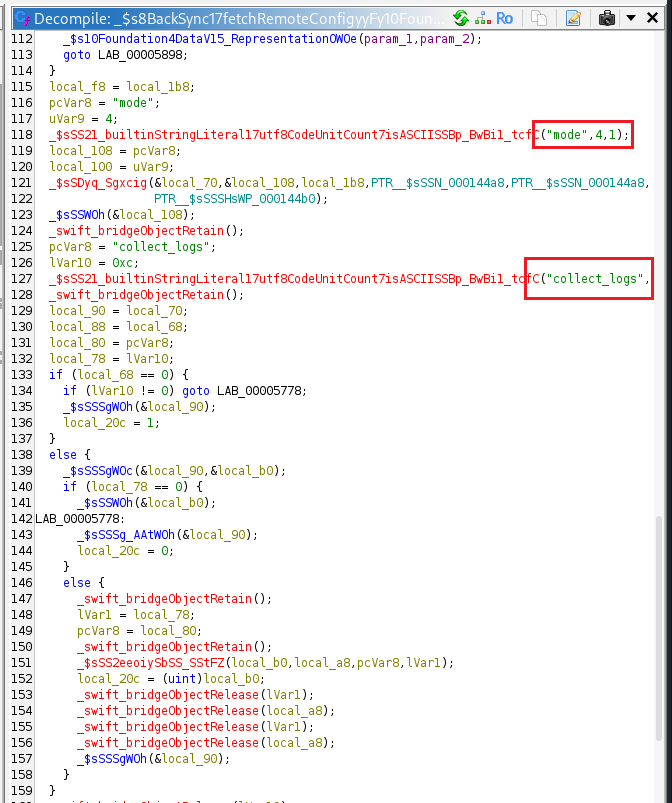 Decompile: _$s8BackSync17fetchRemoteConfigyyFy10Foun...
Ro
112 _$s10Foundation4DataV15_RepresentationOWOe(param_1,param_2);
113 goto LAB_00005898;
114 }
115 local_f8 = local_1b8;
116 pcVar8 = "mode";
117 uVar9 = 4;
118 _$sSS21_builtinStringLiteral17utf8CodeUnitCount7isASCIISSBp_BwBi1_tcfC("mode",4,1);
119 local_108 = pcVar8;
120 local_100 = uVar9;
121 _$sSDyq_Sgxcig(&local_70,&local_108,local_1b8,PTR__$sSSN_000144a8,PTR__$sSSN_000144a8,
122 PTR__$sSSSHsWP_000144b0);
123 _$sSSWOh(&local_108);
124 _swift_bridgeObjectRetain();
125 pcVar8 = "collect_logs";
126 lVar10 = 0xc;
127 _$sSS21_builtinStringLiteral17utf8CodeUnitCount7isASCIISSBp_BwBi1_tcfC("collect_logs",
128 _swift_bridgeObjectRetain();
129 local_90 = local_70;
130 local_88 = local_68;
131 local_80 = pcVar8;
132 local_78 = lVar10;
133 if (local_68 == 0) {
134 if (lVar10 != 0) goto LAB_00005778;
135 _$sSSSgWOh(&local_90);
136 local_20c = 1;
137 }
138 else {
139 _$sSSSgWOc(&local_90,&local_b0);
140 if (local_78 == 0) {
141 _$sSSWOh(&local_b0);
142 LAB_00005778:
143 _$sSSSg_AAtWOh(&local_90);
144 local_20c = 0;
145 }
146 else {
147 _swift_bridgeObjectRetain();
148 lVar1 = local_78;
149 pcVar8 = local_80;
150 _swift_bridgeObjectRetain();
151 _$sSS2eeoiySbSS_SStFZ(local_b0,local_a8,pcVar8,lVar1);
152 local_20c = (uint)local_b0;
153 _swift_bridgeObjectRelease(lVar1);
154 _swift_bridgeObjectRelease(local_a8);
155 _swift_bridgeObjectRelease(lVar1);
156 _swift_bridgeObjectRelease(local_a8);
157 _$sSSSgWOh(&local_90);
158 }
159 }